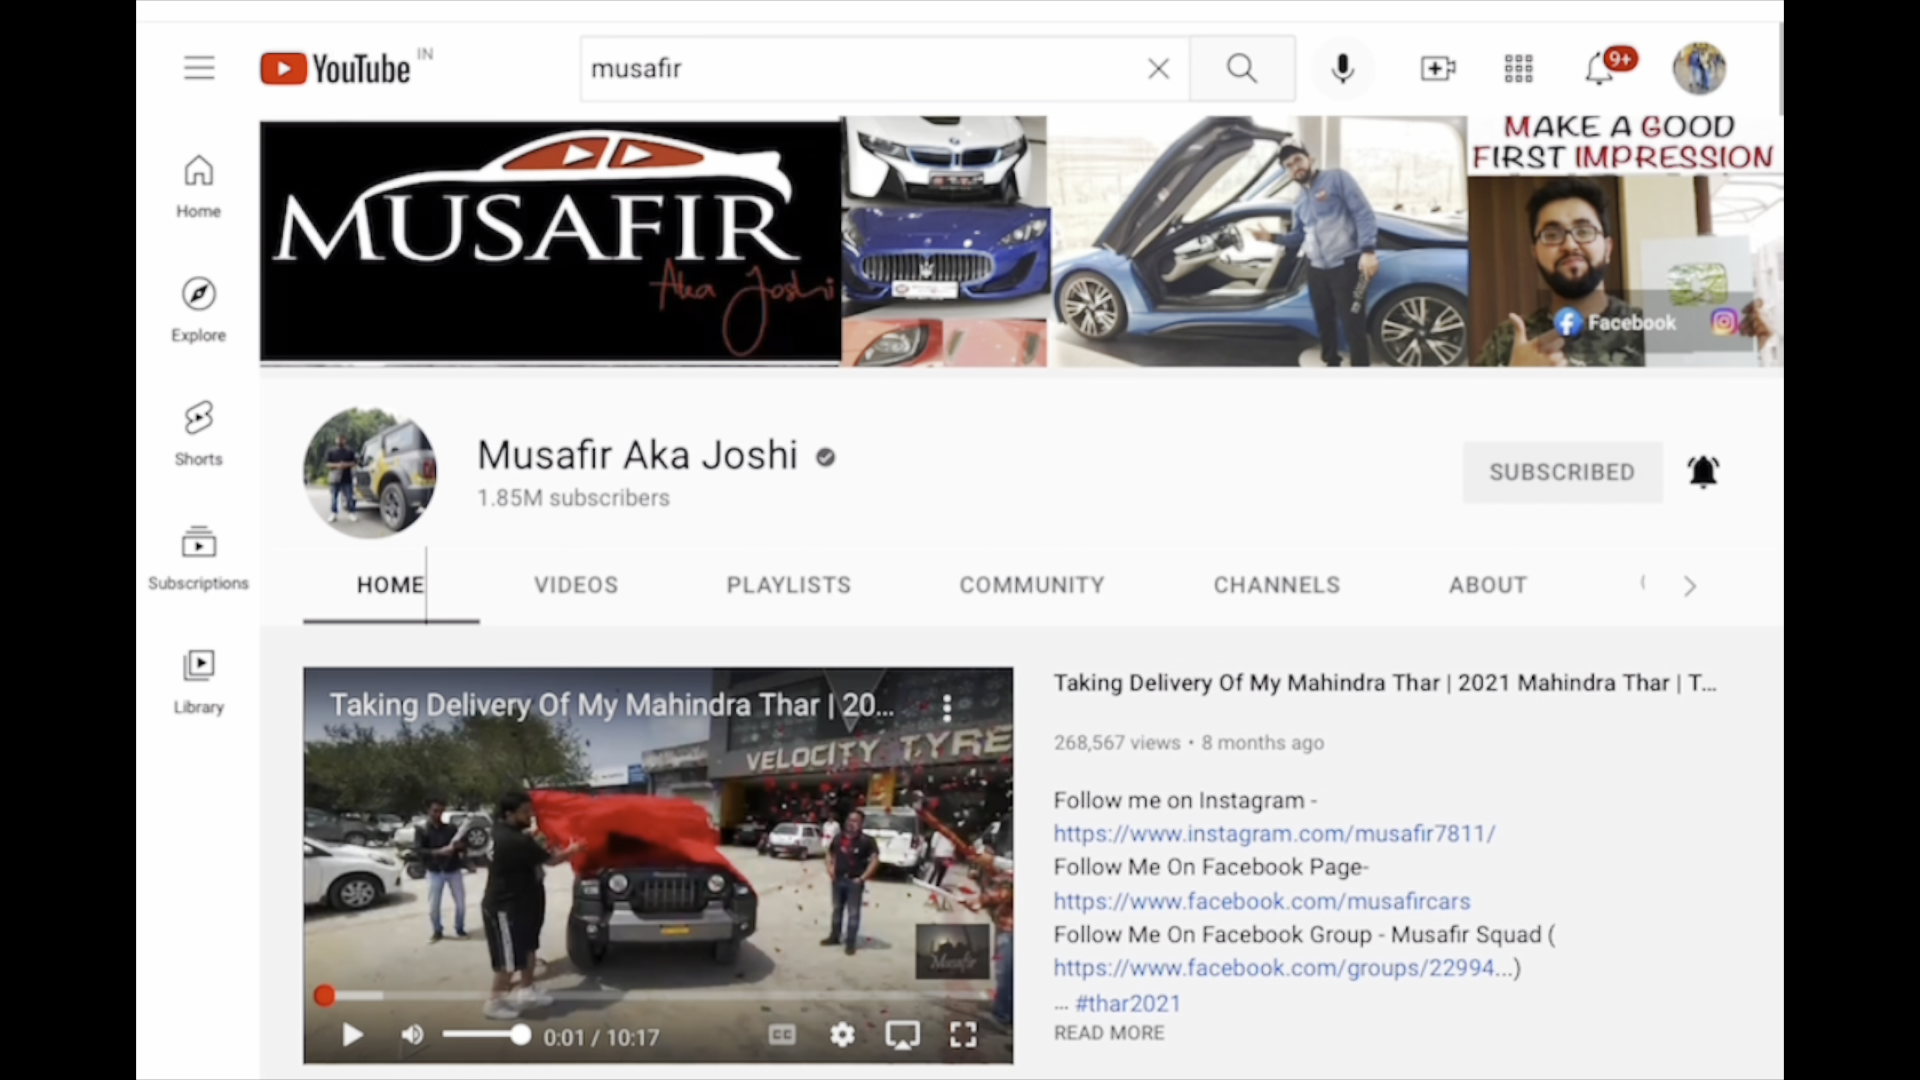 YouTube IN
musafir
9+
MUSAFIR
Aka Joshi
MAKE A GOOD
FIRST IMPRESSION
Facebook
Home
Explore
Shorts
Subscriptions
Library
Musafir Aka Joshi
1.85M subscribers
SUBSCRIBED
HOME VIDEOS PLAYLISTS COMMUNITY CHANNELS ABOUT
Taking Delivery Of My Mahindra Thar | 20...
VELOCITY TYRE
Musafir
0:01 / 10:17
CC
Taking Delivery Of My Mahindra Thar | 2021 Mahindra Thar | T...
268,567 views • 8 months ago
Follow me on Instagram -
https://www.instagram.com/musafir7811/
Follow Me On Facebook Page-
https://www.facebook.com/musafircars
Follow Me On Facebook Group - Musafir Squad (
https://www.facebook.com/groups/22994...)
... #thar2021
READ MORE